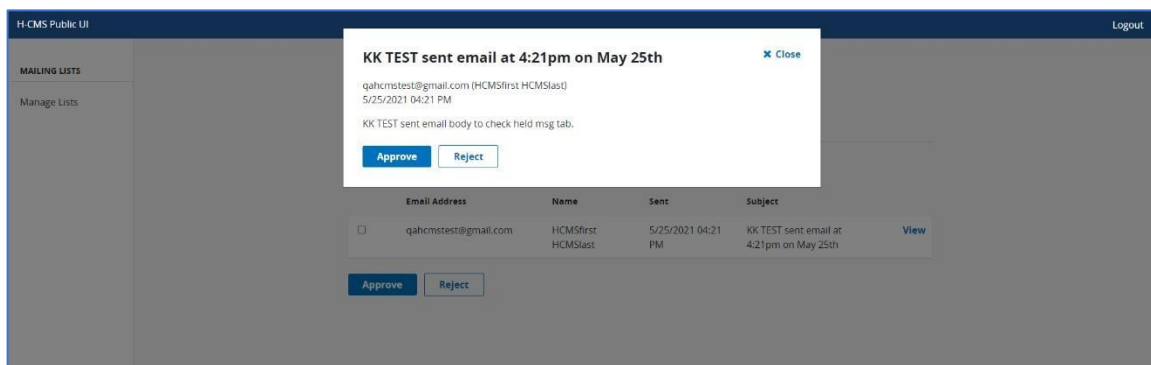 H-CMS Public UI
Logout
KK TEST sent email at 4:21pm on May 25th
Close
MAILING LISTS
qahcmstest@gmail.com (HCMSfirst HCMSlast)
5/25/2021 04:21 PM
Manage Lists
KK TEST sent email body to check held msg tab.
Approve Reject
Email Address Name Sent Subject
qahcmstest@gmail.com HCMSfirst 5/25/2021 04:21 KK TEST sent email at View
HCMSlast PM 4:21pm on May 25th
Approve Reject